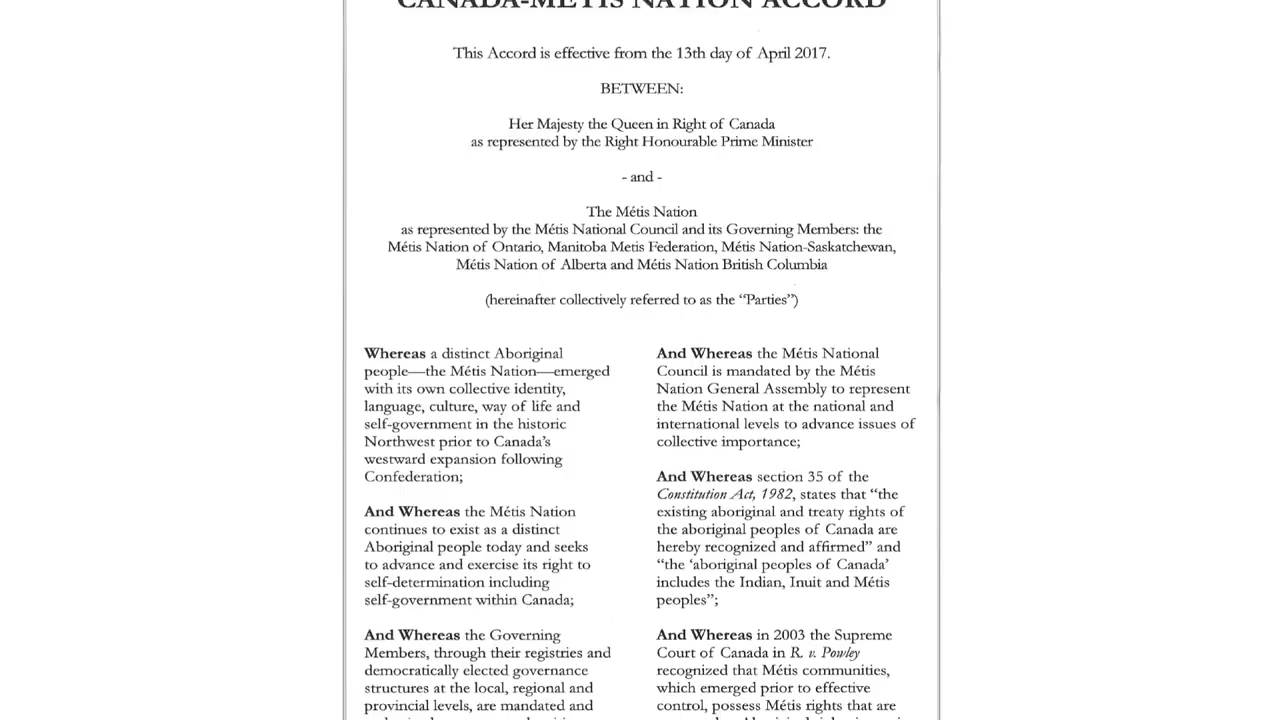 CANADA-MÉTIS NATION ACCORD
This Accord is effective from the 13th day of April 2017.
BETWEEN:
Her Majesty the Queen in Right of Canada
as represented by the Right Honourable Prime Minister
- and -
The Métis Nation
as represented by the Métis National Council and its Governing Members: the
Métis Nation of Ontario, Manitoba Metis Federation, Métis Nation-Saskatchewan,
Métis Nation of Alberta and Métis Nation British Columbia
(hereinafter collectively referred to as the “Parties”)
Whereas a distinct Aboriginal
people—the Métis Nation—emerged
with its own collective identity,
language, culture, way of life and
self-government in the historic
Northwest prior to Canada’s
westward expansion following
Confederation;
And Whereas the Métis Nation
continues to exist as a distinct
Aboriginal people today and seeks
to advance and exercise its right to
self-determination including
self-government within Canada;
And Whereas the Governing
Members, through their registries and
democratically elected governance
structures at the local, regional and
provincial levels, are mandated and
And Whereas the Métis National
Council is mandated by the Métis
Nation General Assembly to represent
the Métis Nation at the national and
international levels to advance issues of
collective importance;
And Whereas section 35 of the
Constitution Act, 1982, states that “the
existing aboriginal and treaty rights of
the aboriginal peoples of Canada are
hereby recognized and affirmed” and
“the ‘aboriginal peoples of Canada’
includes the Indian, Inuit and Métis
peoples”;
And Whereas in 2003 the Supreme
Court of Canada in R. v. Powley
recognized that Métis communities,
which emerged prior to effective
control, possess Métis rights that are